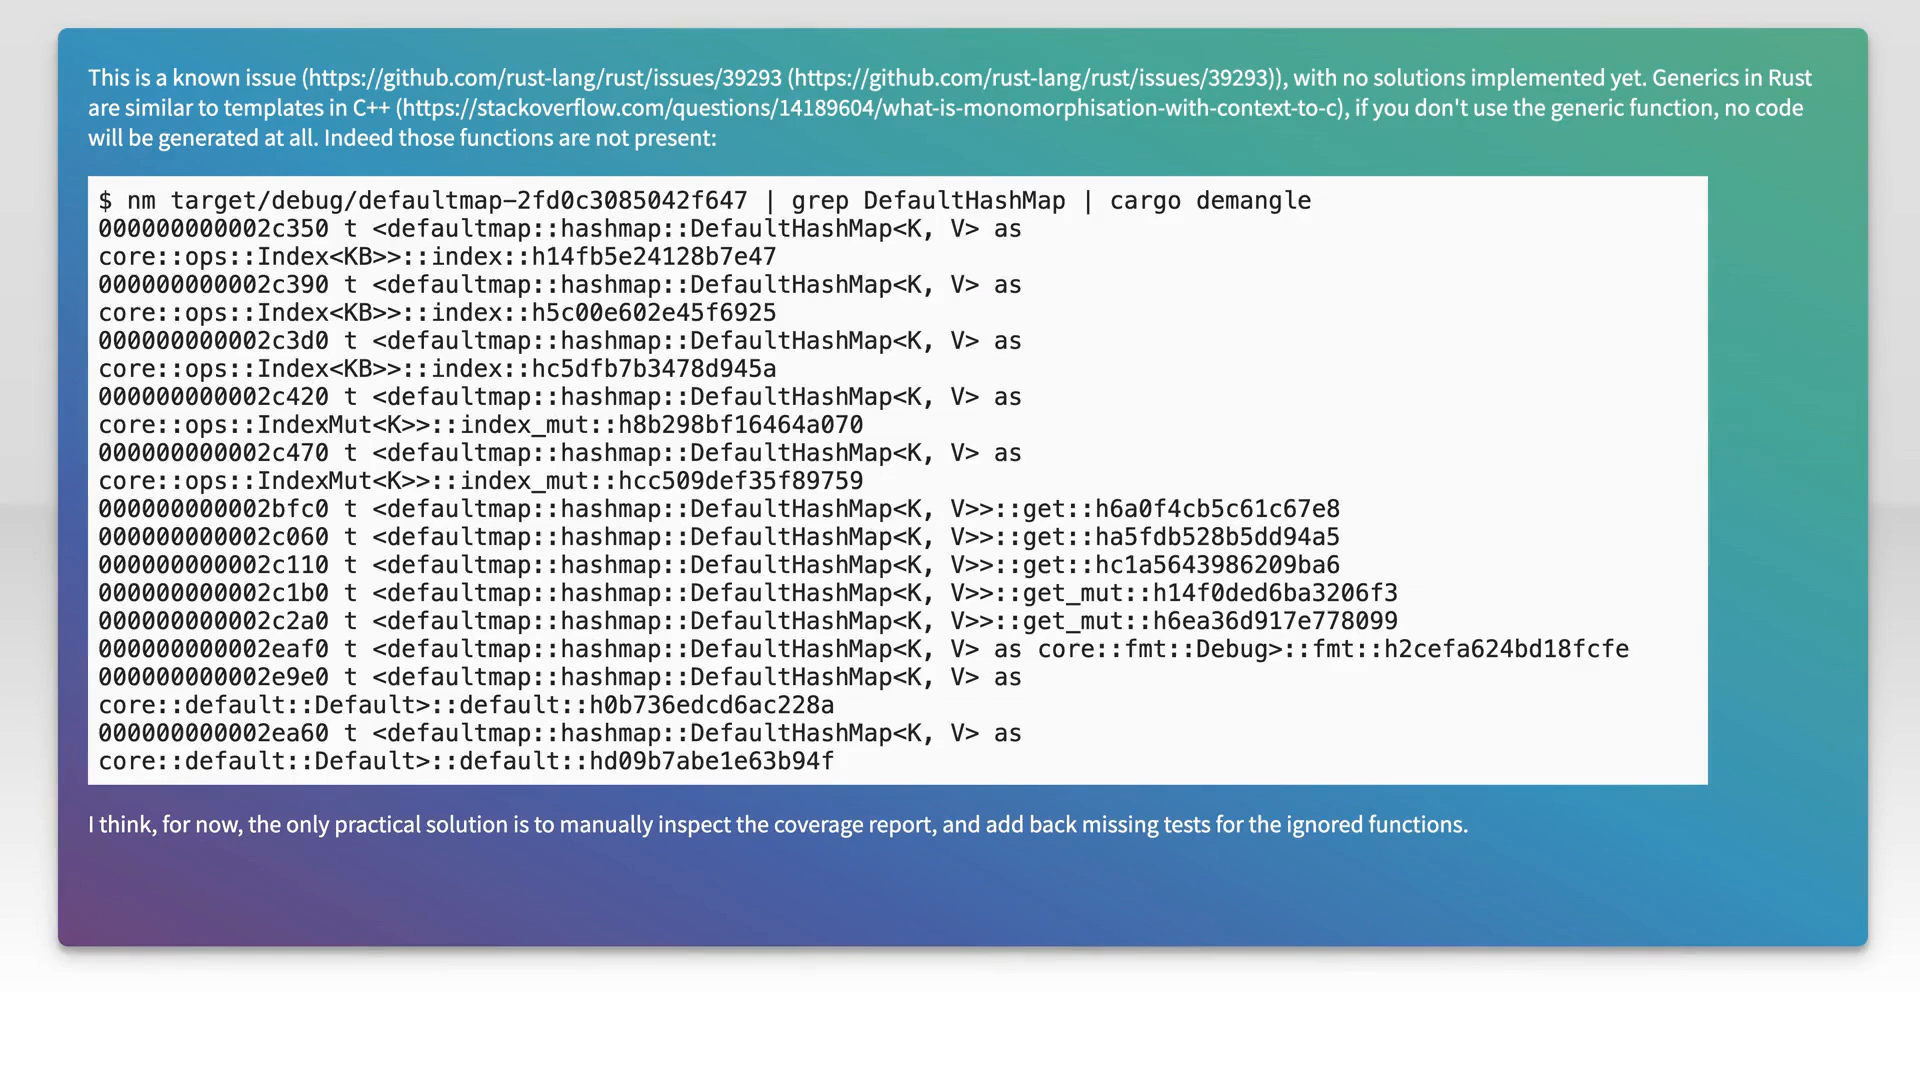 This is a known issue (https://github.com/rust-lang/rust/issues/39293 (https://github.com/rust-lang/rust/issues/39293)), with no solutions implemented yet. Generics in Rust
are similar to templates in C++ (https://stackoverflow.com/questions/14189604/what-is-monomorphisation-with-context-to-c), if you don't use the generic function, no code
will be generated at all. Indeed those functions are not present:
$ nm target/debug/defaultmap-2fd0c3085042f647 | grep DefaultHashMap | cargo demangle
000000000002c350 t <defaultmap::hashmap::DefaultHashMap<K, V> as
core::ops::Index<KB>>::index::h14fb5e24128b7e47
000000000002c390 t <defaultmap::hashmap::DefaultHashMap<K, V> as
core::ops::Index<KB>>::index::h5c00e602e45f6925
000000000002c3d0 t <defaultmap::hashmap::DefaultHashMap<K, V> as
core::ops::Index<KB>>::index::hc5dfb7b3478d945a
000000000002c420 t <defaultmap::hashmap::DefaultHashMap<K, V> as
core::ops::IndexMut<K>>::index_mut::h8b298bf16464a070
000000000002c470 t <defaultmap::hashmap::DefaultHashMap<K, V> as
core::ops::IndexMut<K>>::index_mut::hcc509def35f89759
000000000002bfc0 t <defaultmap::hashmap::DefaultHashMap<K, V>>::get::h6a0f4cb5c61c67e8
000000000002c060 t <defaultmap::hashmap::DefaultHashMap<K, V>>::get::ha5fdb528b5dd94a5
000000000002c110 t <defaultmap::hashmap::DefaultHashMap<K, V>>::get::hc1a5643986209ba6
000000000002c1b0 t <defaultmap::hashmap::DefaultHashMap<K, V>>::get_mut::h14f0ded6ba3206f3
000000000002c2a0 t <defaultmap::hashmap::DefaultHashMap<K, V>>::get_mut::h6ea36d917e778099
000000000002eaf0 t <defaultmap::hashmap::DefaultHashMap<K, V> as core::fmt::Debug>::fmt::h2cefa624bd18fcfe
000000000002e9e0 t <defaultmap::hashmap::DefaultHashMap<K, V> as
core::default::Default>::default::h0b736edcd6ac228a
000000000002ea60 t <defaultmap::hashmap::DefaultHashMap<K, V> as
core::default::Default>::default::hd09b7abe1e63b94f
I think, for now, the only practical solution is to manually inspect the coverage report, and add back missing tests for the ignored functions.